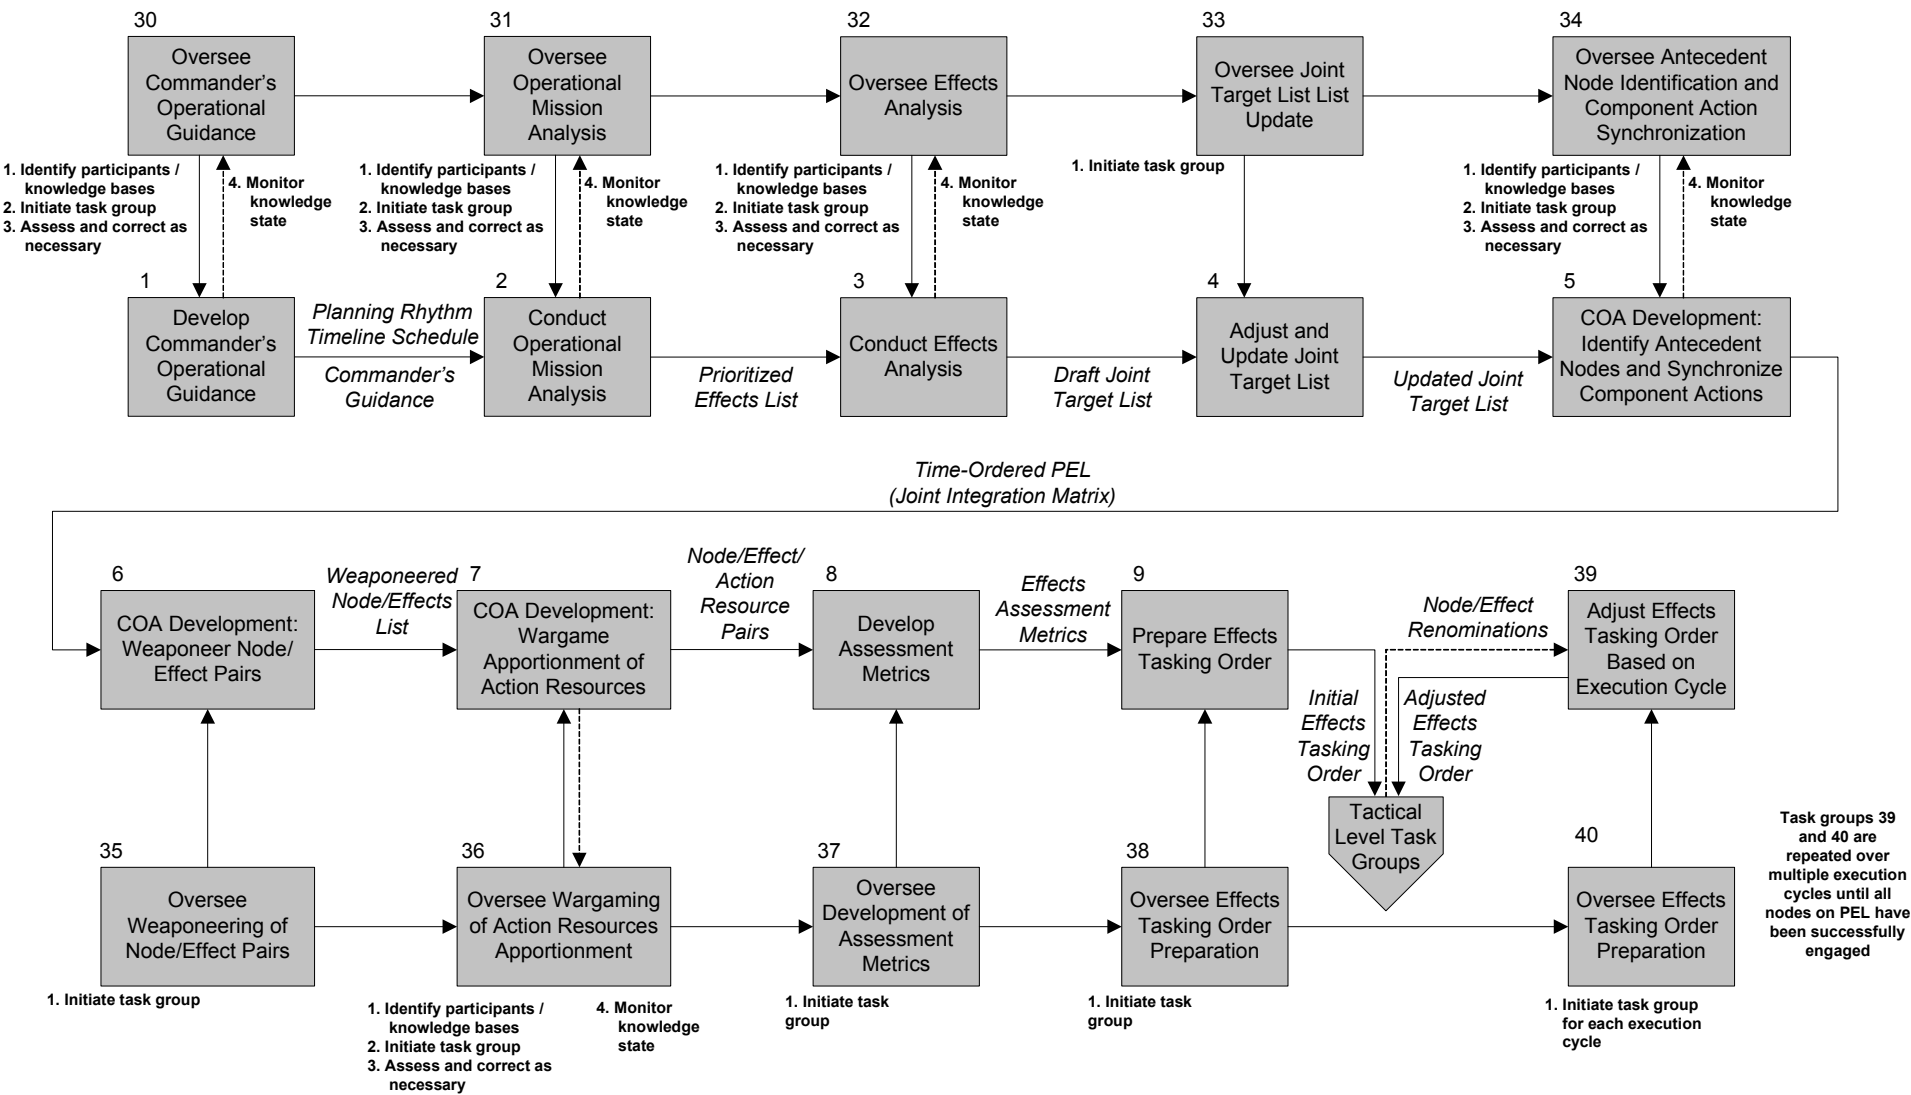 30
Oversee
Commander's
Operational
Guidance
31
Oversee
Operational
Mission
Analysis
32
Oversee Effects
Analysis
33
Oversee Joint
Target List List
Update
34
Oversee Antecedent
Node Identification and
Component Action
Synchronization
1. Identify participants /
knowledge bases
2. Initiate task group
3. Assess and correct as
necessary
4. Monitor
knowledge
state
1. Identify participants /
knowledge bases
2. Initiate task group
3. Assess and correct as
necessary
4. Monitor
knowledge
state
1. Identify participants /
knowledge bases
2. Initiate task group
3. Assess and correct as
necessary
4. Monitor
knowledge
state
1. Initiate task group
1. Identify participants /
knowledge bases
2. Initiate task group
3. Assess and correct as
necessary
4. Monitor
knowledge
state
1
Develop
Commander's
Operational
Guidance
Planning Rhythm
Timeline Schedule
Commander's
Guidance
2
Conduct
Operational
Mission
Analysis
Prioritized
Effects List
3
Conduct Effects
Analysis
Draft Joint
Target List
4
Adjust and
Update Joint
Target List
Updated Joint
Target List
5
COA Development:
Identify Antecedent
Nodes and Synchronize
Component Actions
Time-Ordered PEL
(Joint Integration Matrix)
6
COA Development:
Weaponeer Node/
Effect Pairs
Weaponeered
Node/Effects
List
7
COA Development:
Wargame
Apportionment of
Action Resources
Node/Effect/
Action
Resource
Pairs
8
Develop
Assessment
Metrics
Effects
Assessment
Metrics
9
Prepare Effects
Tasking Order
Initial
Effects
Tasking
Order
Node/Effect
Renominations
Adjusted
Effects
Tasking
Order
39
Adjust Effects
Tasking Order
Based on
Execution Cycle
Tactical
Level Task
Groups
35
Oversee
Weaponeering of
Node/Effect Pairs
1. Initiate task group
36
Oversee Wargaming
of Action Resources
Apportionment
1. Identify participants /
knowledge bases
2. Initiate task group
3. Assess and correct as
necessary
4. Monitor
knowledge
state
37
Oversee
Development of
Assessment
Metrics
1. Initiate task
group
38
Oversee Effects
Tasking Order
Preparation
1. Initiate task
group
40
Oversee Effects
Tasking Order
Preparation
1. Initiate task group
for each execution
cycle
Task groups 39
and 40 are
repeated over
multiple execution
cycles until all
nodes on PEL have
been successfully
engaged